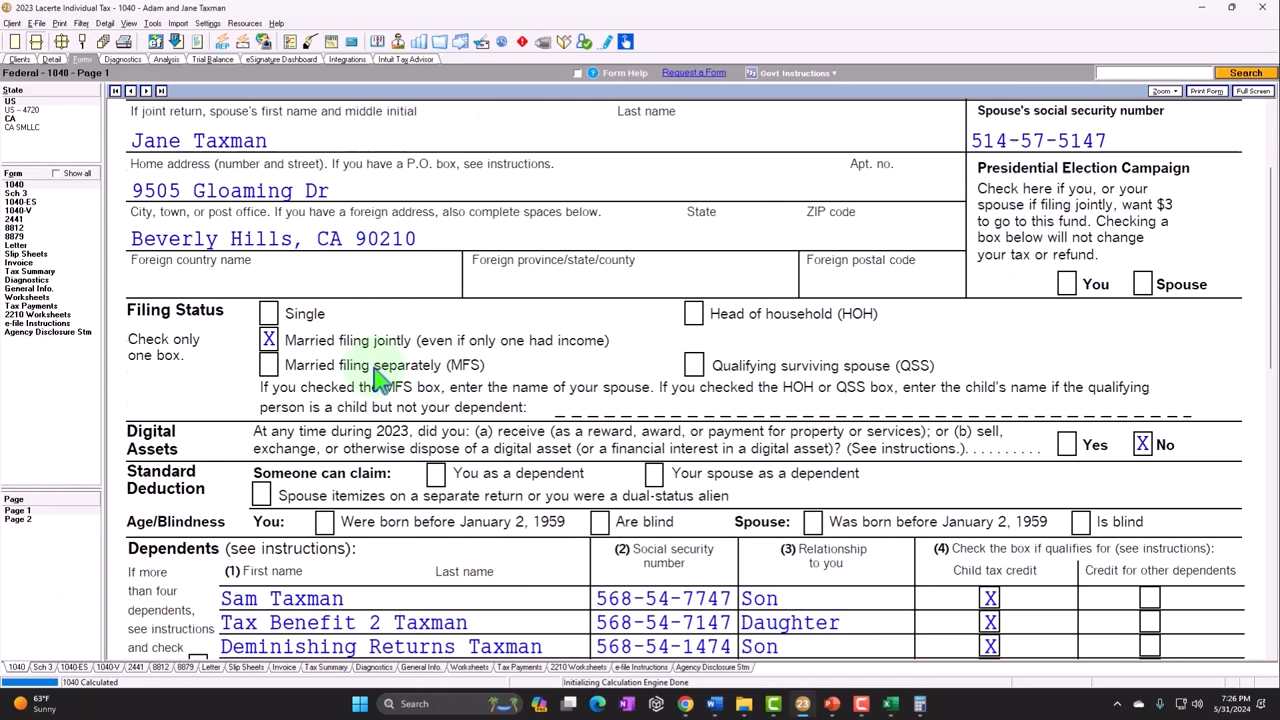 2023 Lacerte Individual Tax - 1040 - Adam and Jane Taxman
Client E-File Print Filter Detail View Tools Import Settings Resources Help
Clients Detail Forms Diagnostics Analysis Trial Balance eSignature Dashboard Integrations Intuit Tax Advisor
Federal - 1040 - Page 1 Form Help Request a Form Govt Instructions Search
State
US
US - 4720
CA
CA SMLLC
Form Show all
1040
Sch 3
1040-ES
1040-V
2441
8812
8879
Letter
Slip Sheets
Invoice
Tax Summary
Diagnostics
General Info.
Worksheets
Tax Payments
2210 Worksheets
e-file Instructions
Agency Disclosure Stm
Page
Page 1
Page 2
Zoom Print Form Full Screen
If joint return, spouse's first name and middle initial Last name Spouse's social security number
Jane Taxman 514-57-5147
Home address (number and street). If you have a P.O. box, see instructions. Apt. no.
9505 Gloaming Dr
City, town, or post office. If you have a foreign address, also complete spaces below. State ZIP code
Beverly Hills, CA 90210
Foreign country name Foreign province/state/county Foreign postal code
Presidential Election Campaign
Check here if you, or your
spouse if filing jointly, want $3
to go to this fund. Checking a
box below will not change
your tax or refund.
You Spouse
Filing Status Single Head of household (HOH)
Check only
one box.
X Married filing jointly (even if only one had income)
Married filing separately (MFS) Qualifying surviving spouse (QSS)
If you checked the MFS box, enter the name of your spouse. If you checked the HOH or QSS box, enter the child's name if the qualifying
person is a child but not your dependent:
Digital
Assets
At any time during 2023, did you: (a) receive (as a reward, award, or payment for property or services); or (b) sell,
exchange, or otherwise dispose of a digital asset (or a financial interest in a digital asset)? (See instructions.). . . . . . . . . . Yes X No
Standard
Deduction
Someone can claim: You as a dependent Your spouse as a dependent
Spouse itemizes on a separate return or you were a dual-status alien
Age/Blindness You: Were born before January 2, 1959 Are blind Spouse: Was born before January 2, 1959 Is blind
Dependents (see instructions): (2) Social security number (3) Relationship to you (4) Check the box if qualifies for (see instructions):
If more
than four
dependents,
see instructions
and check
(1) First name Last name Child tax credit Credit for other dependents
Sam Taxman 568-54-7747 Son X
Tax Benefit 2 Taxman 568-54-7147 Daughter X
Deminishing Returns Taxman 568-54-1474 Son X
1040 Sch 3 1040-ES 1040-V 2441 8812 8879 Letter Slip Sheets Invoice Tax Summary Diagnostics General Info. Worksheets Tax Payments 2210 Worksheets e-file Instructions Agency Disclosure Stm
1040 Calculated Initializing Calculation Engine Done
63°F
Sunny
Search
23
7:26 PM
5/31/2024